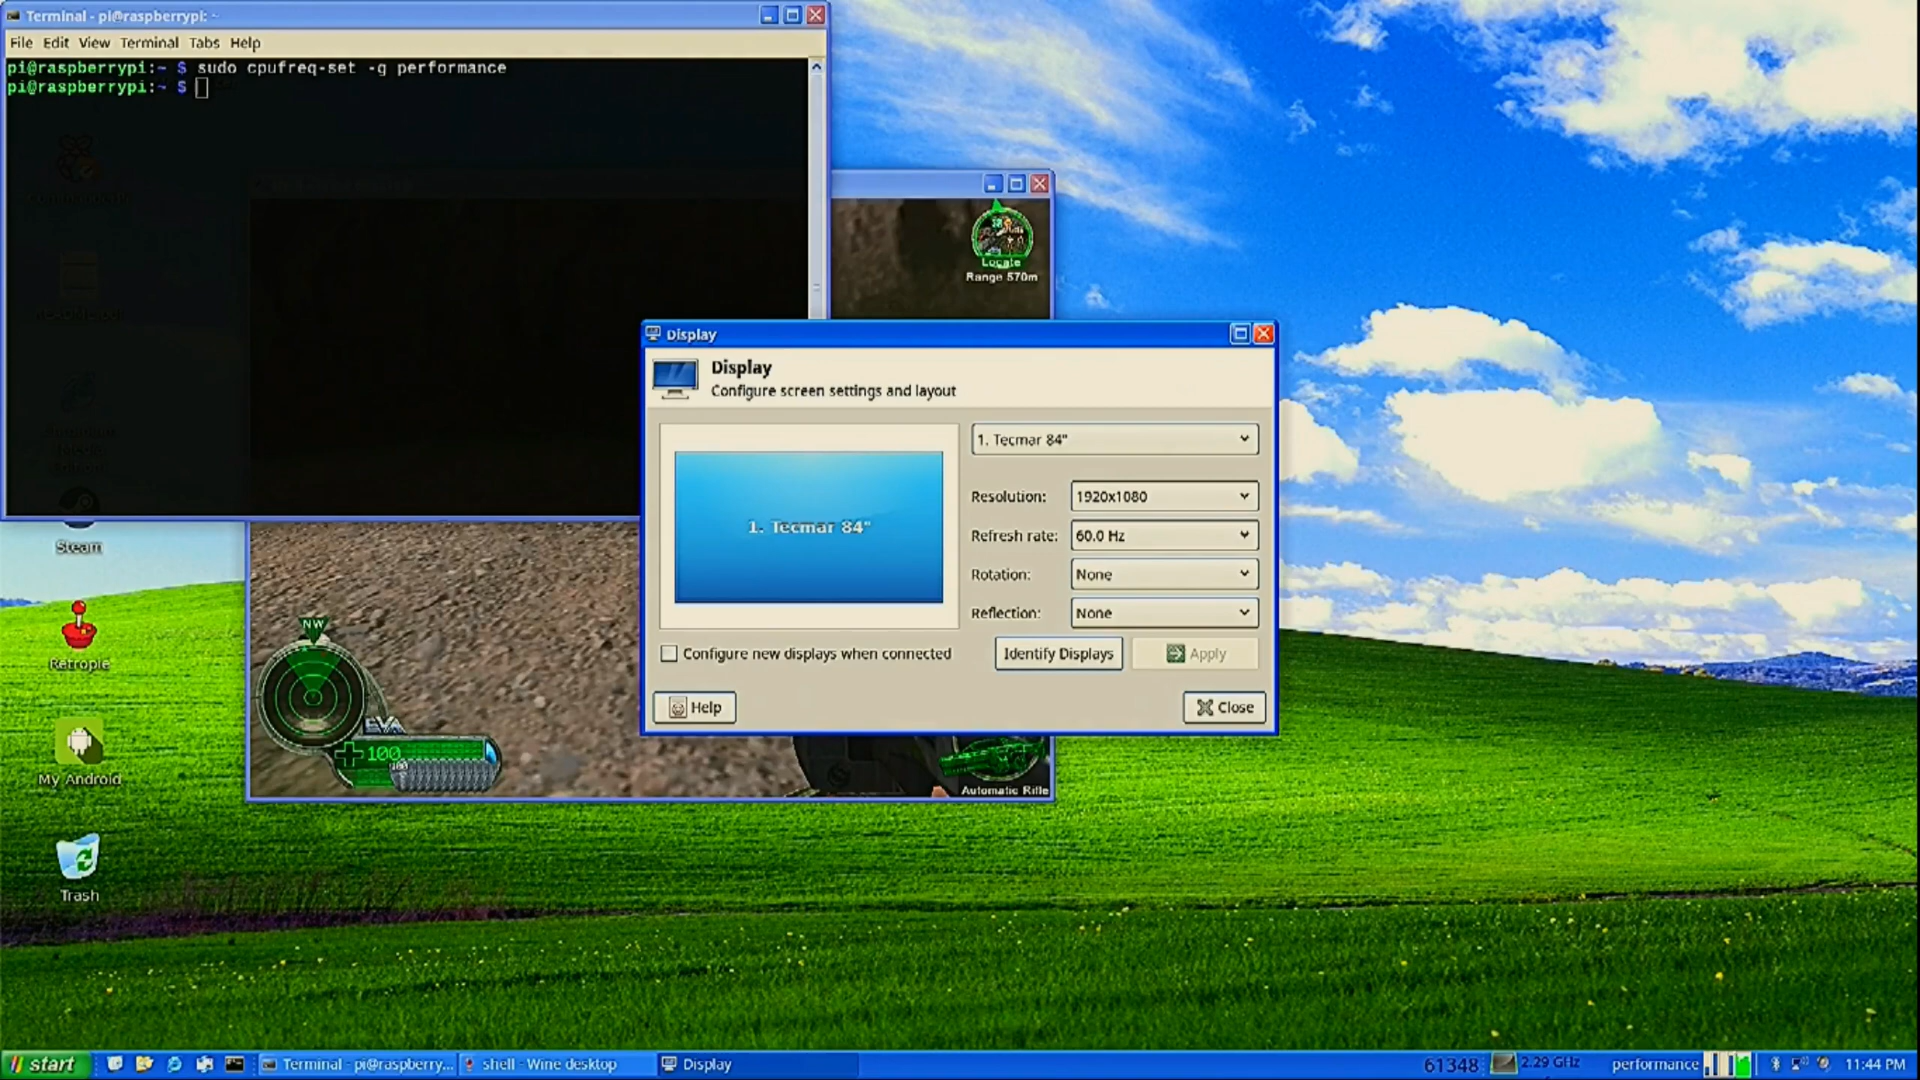 Terminal - pi@raspberrypi: ~
File Edit View Terminal Tabs Help
pi@raspberrypi:~ $ sudo cpufreq-set -g performance
pi@raspberrypi:~ $
Locate
Range 570m
Display
Display
Configure screen settings and layout
1. Tecmar 84"
1. Tecmar 84"
Resolution: 1920x1080
Refresh rate: 60.0 Hz
Rotation: None
Reflection: None
Configure new displays when connected
Identify Displays
Apply
Help
Close
Steam
Retropie
My Android
Trash
NW
EVA
100
Automatic Rifle
start
Terminal - pi@raspberry...
shell - Wine desktop
Display
61348
2.29 GHz
performance
11:44 PM